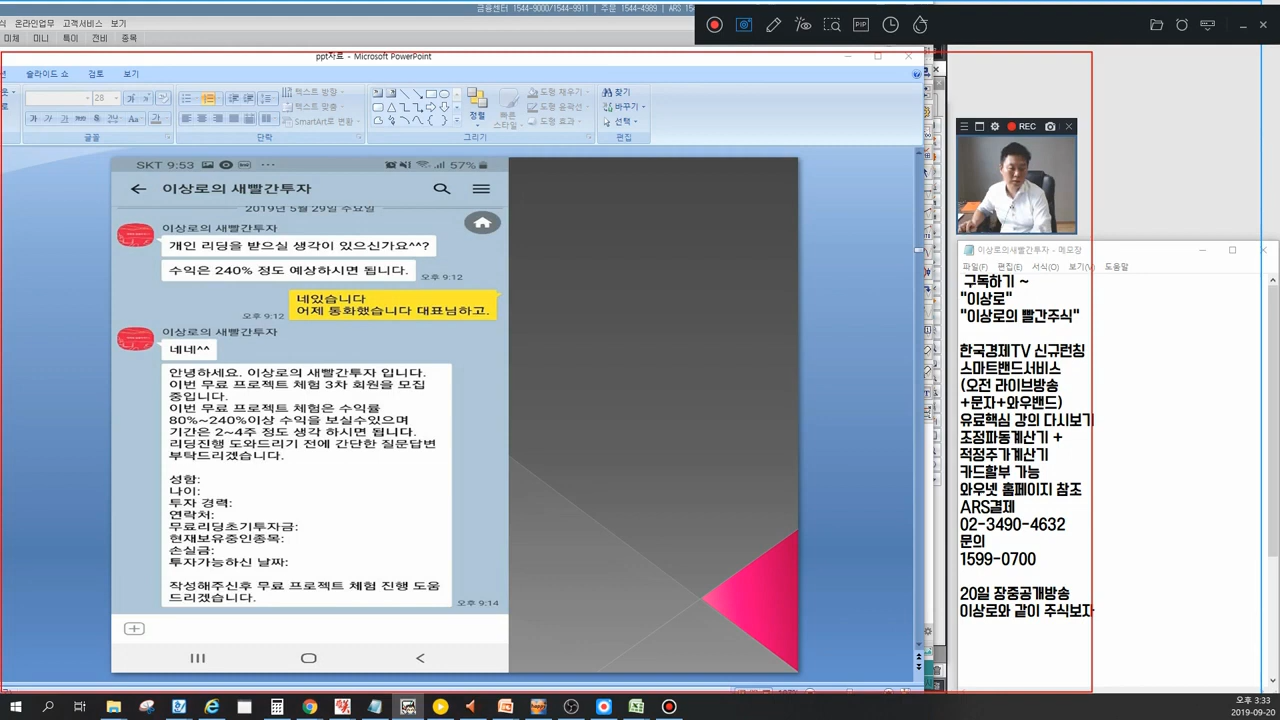 금융센터 1544-9000/1544-9911 | 주문 1544-4989 | ARS 154
식 온라인업무 고객서비스 보기
미체 미니 특이 전비 종목
ppt자료 - Microsoft PowerPoint
슬라이드 쇼 검토 보기
28
텍스트 방향
텍스트 맞춤
SmartArt로 변환
정렬
빠른
스타일
도형 채우기
도형 윤곽선
도형 효과
찾기
바꾸기
선택
글꼴
단락
그리기
편집
SKT 9:53
57%
이상로의 새빨간투자
2019년 5월 29일 수요일
이상로의 새빨간투자
개인 리딩을 받으실 생각이 있으신가요^^?
수익은 240% 정도 예상하시면 됩니다.
오후 9:12
네있습니다
어제 통화했습니다 대표님하고.
오후 9:12
이상로의 새빨간투자
네네^^
안녕하세요. 이상로의 새빨간투자 입니다.
이번 무료 프로젝트 체험 3차 회원을 모집
중입니다.
이번 무료 프로젝트 체험은 수익률
80%~240%이상 수익을 보실수있으며
기간은 2~4주 정도 생각 하시면 됩니다.
리딩진행 도와드리기 전에 간단한 질문답변
부탁드리겠습니다.
성함:
나이:
투자 경력:
연락처:
무료리딩초기투자금:
현재보유중인종목:
손실금:
투자가능하신 날짜:
작성해주신후 무료 프로젝트 체험 진행 도움
드리겠습니다.
오후 9:14
PIP
REC
이상로의새빨간투자 - 메모장
파일(F) 편집(E) 서식(O) 보기(V) 도움말
구독하기 ~
"이상로"
"이상로의 빨간주식"
한국경제TV 신규런칭
스마트밴드서비스
(오전 라이브방송
+문자+와우밴드)
유료핵심 강의 다시보기
조정파동계산기 +
적정주가계산기
카드할부 가능
와우넷 홈페이지 참조
ARS결제
02-3490-4632
문의
1599-0700
20일 장중공개방송
이상로와 같이 주식보자
오후 3:33
2019-09-20